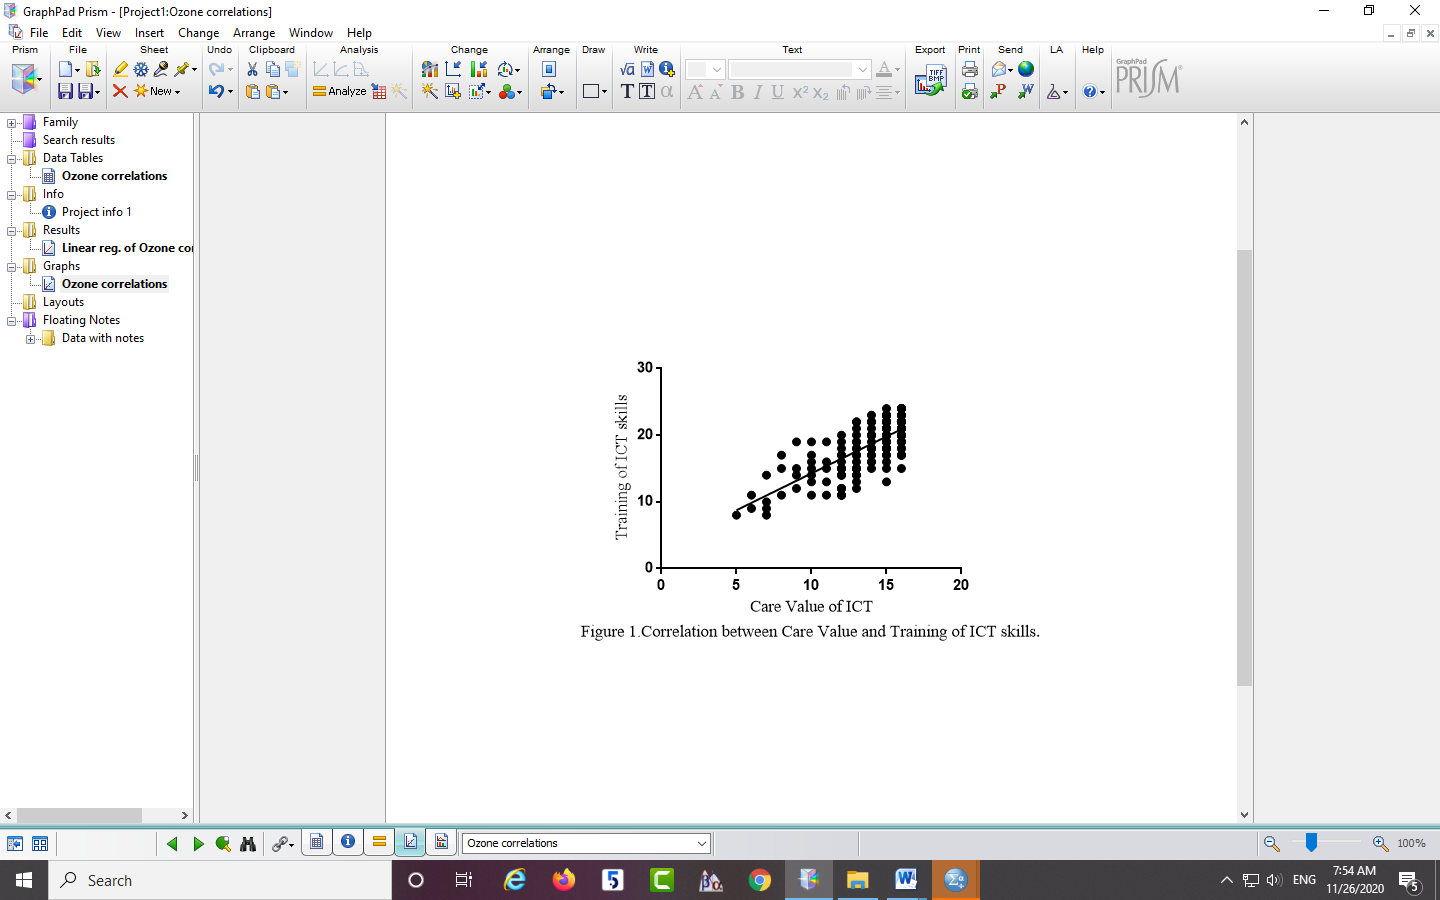 GraphPad Prism - [Project1:Ozone correlations]
File Edit View Insert Change Arrange Window Help
Prism File Sheet Undo Clipboard Analysis Change Arrange Draw Write Text Export Print Send LA Help
New
Analyze
GraphPad
PRISM
Family
Search results
Data Tables
Ozone correlations
Info
Project info 1
Results
Linear reg. of Ozone cor
Graphs
Ozone correlations
Layouts
Floating Notes
Data with notes
30
20
10
0
Training of ICT skills
0 5 10 15 20
Care Value of ICT
Figure 1.Correlation between Care Value and Training of ICT skills.
Ozone correlations
100%
Search
ENG
7:54 AM
11/26/2020
5